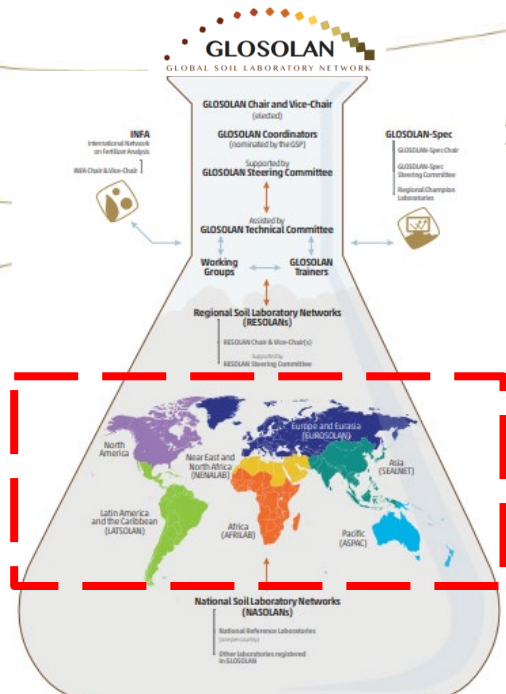 GLOSOLAN
GLOBAL SOIL LABORATORY NETWORK
GLOSOLAN Chair and Vice-Chair
(elected)
GLOSOLAN Coordinators
(nominated by the GSP)
Supported by
GLOSOLAN Steering Committee
INFA
International Network
on Fertilizer Analysis
INFA Chair & Vice-Chair
GLOSOLAN-Spec
GLOSOLAN-Spec Chair
GLOSOLAN-Spec
Steering Committee
Regional Champion
Laboratories
Assisted by
GLOSOLAN Technical Committee
Working
Groups
GLOSOLAN
Trainers
Regional Soil Laboratory Networks
(RESOLANs)
RESOLAN Chair & Vice-Chair(s)
Supported by
RESOLAN Steering Committee
North
America
Europe and Eurasia
(EUROSOLAN)
Near East and
North Africa
(NENALAB)
Asia
(SEALNET)
Latin America
and the Caribbean
(LATSOLAN)
Africa
(AFRILAB)
Pacific
(ASPAC)
National Soil Laboratory Networks
(NASOLANs)
National Reference Laboratories
(one per country)
Other laboratories registered
in GLOSOLAN